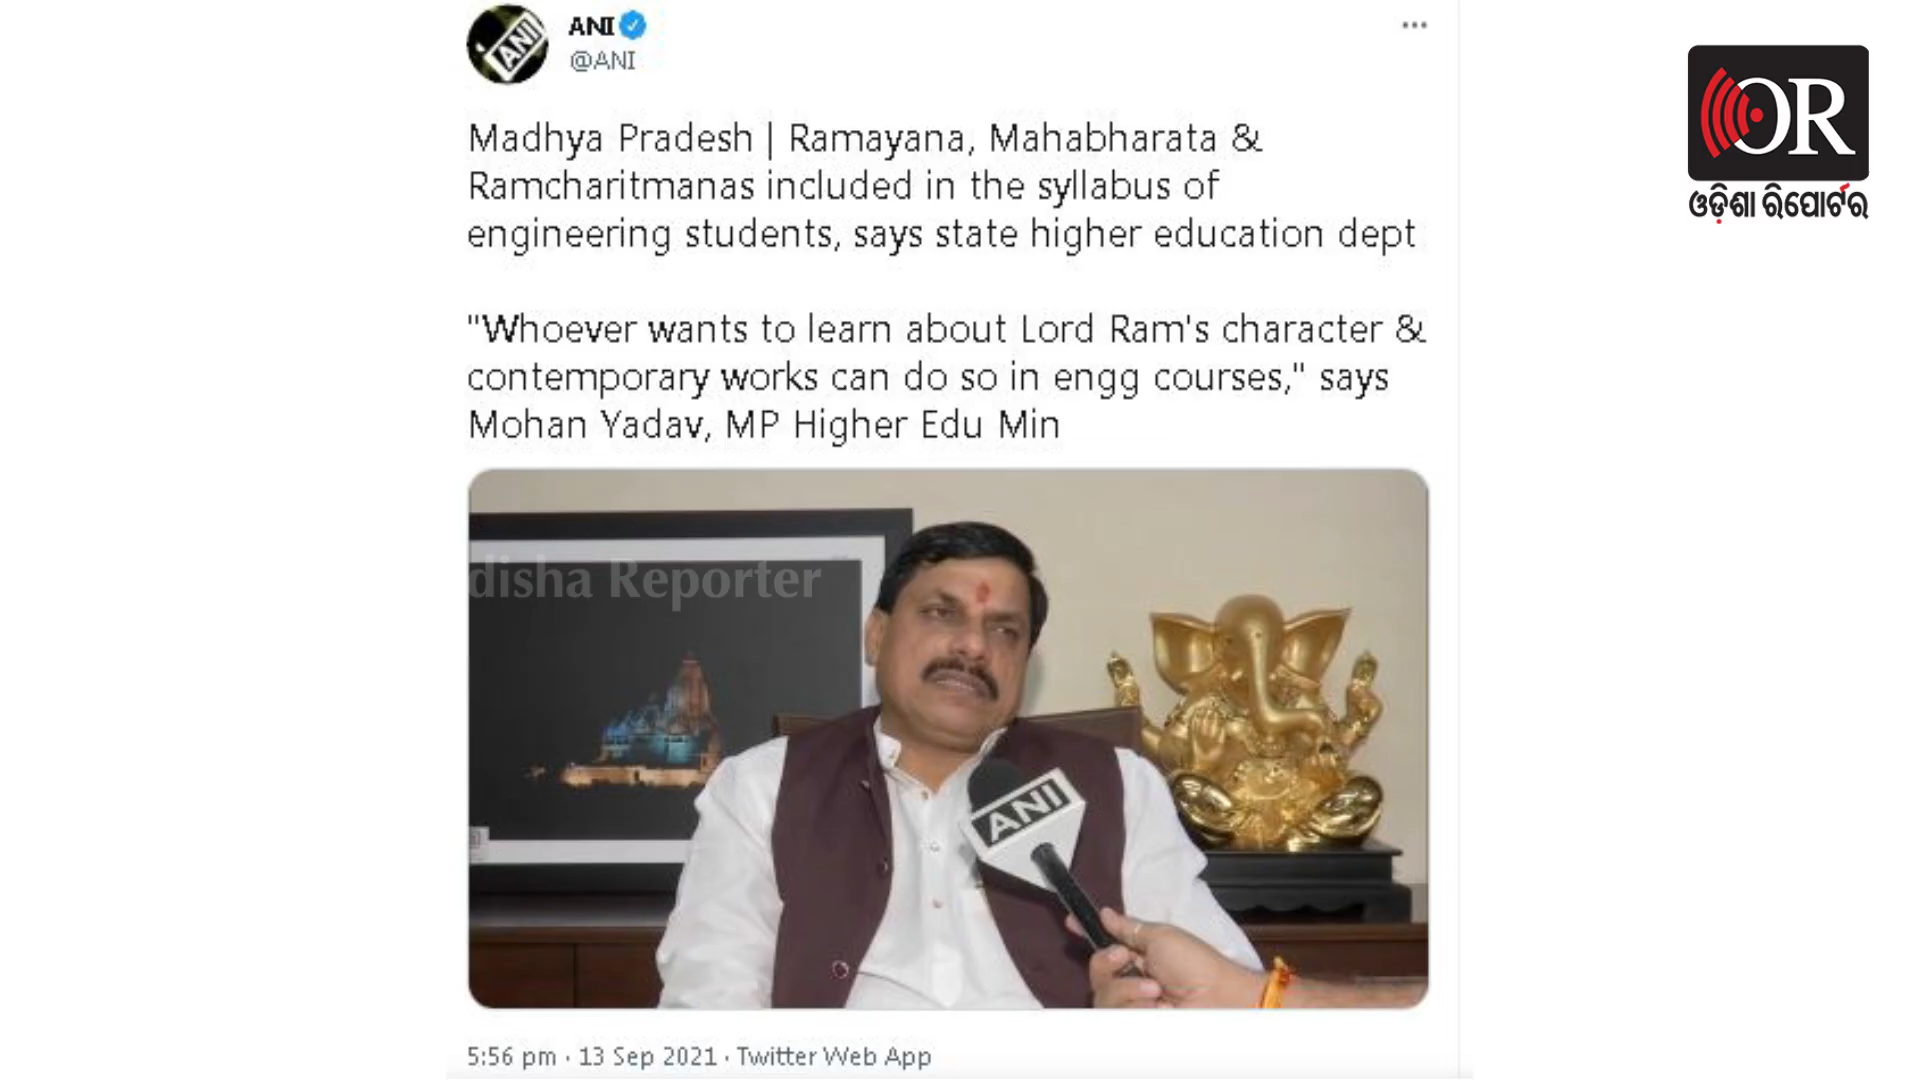 ANI
ANI
@ANI
OR
ଓଡ଼ିଶା ରିପୋର୍ଟର
Madhya Pradesh | Ramayana, Mahabharata &
Ramcharitmanas included in the syllabus of
engineering students, says state higher education dept
"Whoever wants to learn about Lord Ram's character &
contemporary works can do so in engg courses," says
Mohan Yadav, MP Higher Edu Min
disha Reporter
ANI
5:56 pm · 13 Sep 2021 · Twitter Web App